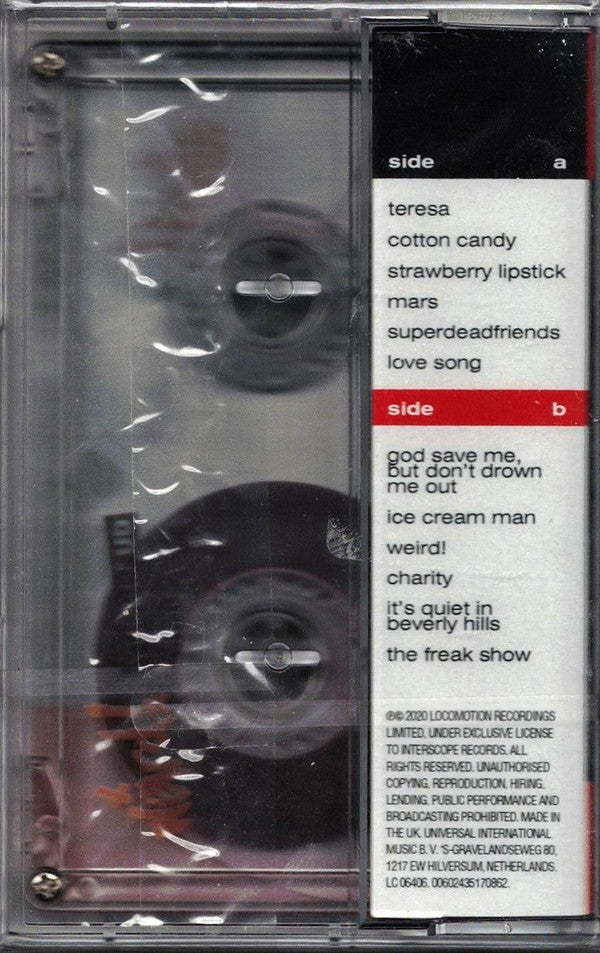 side a
teresa
cotton candy
strawberry lipstick
mars
superdeadfriends
love song
side b
god save me,
but don't drown
me out
ice cream man
weird!
charity
it's quiet in
beverly hills
the freak show
℗© 2020 LOCOMOTION RECORDINGS
LIMITED, UNDER EXCLUSIVE LICENSE
TO INTERSCOPE RECORDS. ALL
RIGHTS RESERVED. UNAUTHORISED
COPYING, REPRODUCTION, HIRING,
LENDING, PUBLIC PERFORMANCE AND
BROADCASTING PROHIBITED. MADE IN
THE UK. UNIVERSAL INTERNATIONAL
MUSIC B. V. 'S-GRAVELANDSEWEG 80,
1217 EW HILVERSUM, NETHERLANDS.
LC 06406. 00602435170862.